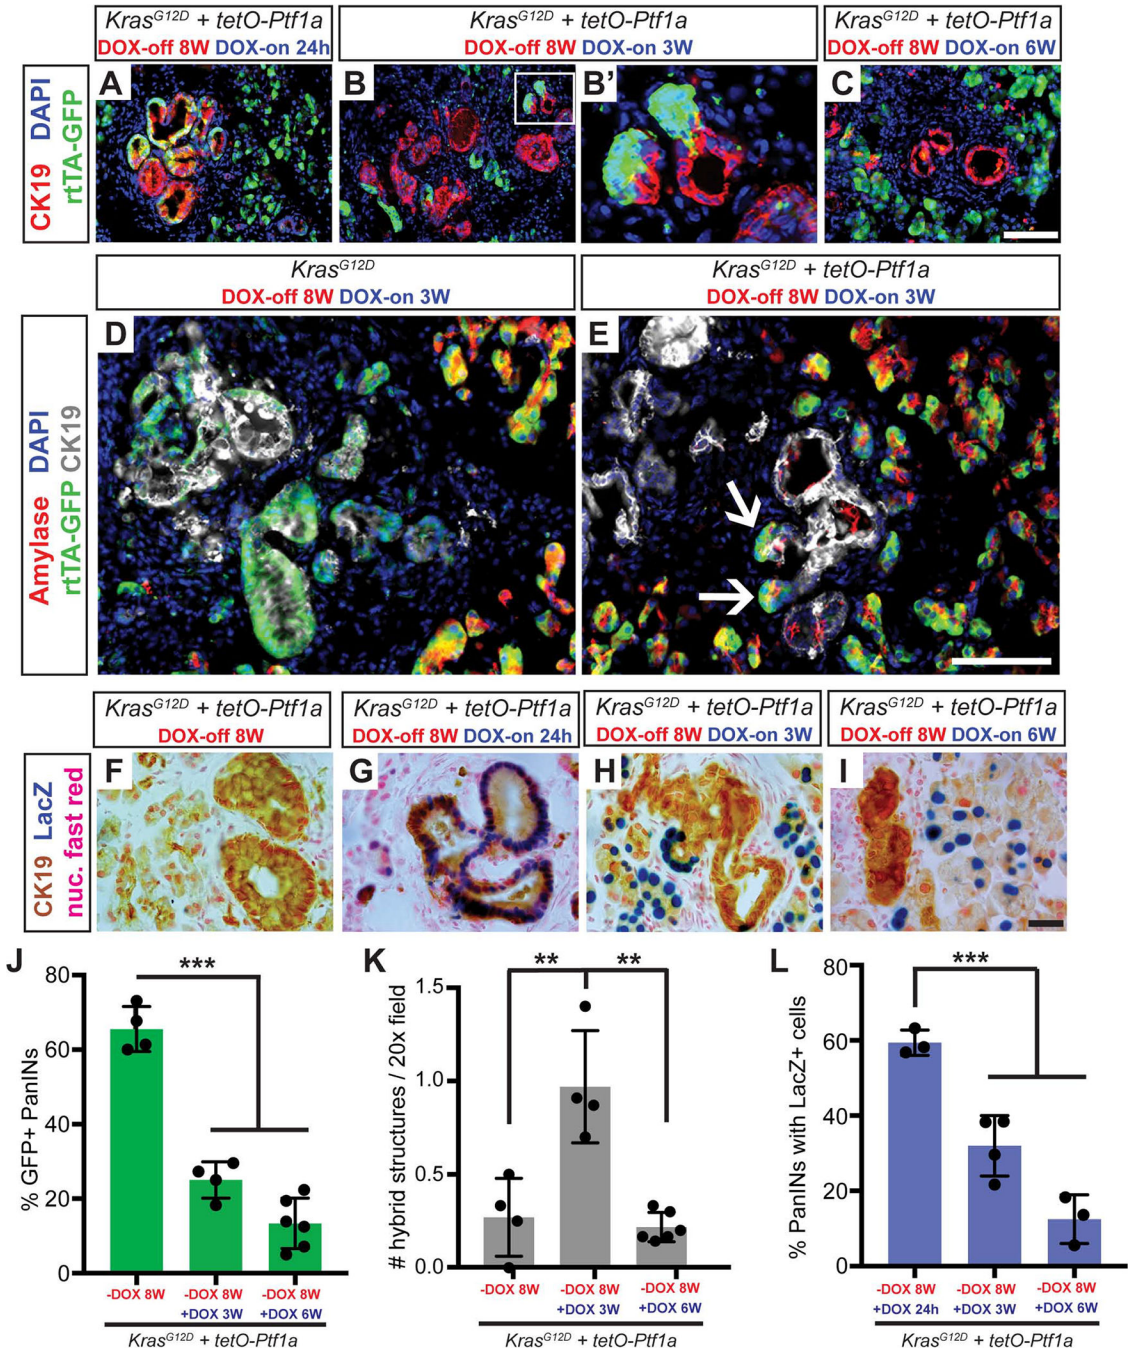 Kras^G12D + tetO-Ptf1a
DOX-off 8W DOX-on 24h
Kras^G12D + tetO-Ptf1a
DOX-off 8W DOX-on 3W
Kras^G12D + tetO-Ptf1a
DOX-off 8W DOX-on 6W
CK19 DAPI
rtTA-GFP
A
B
B’
C
Kras^G12D
DOX-off 8W DOX-on 3W
Kras^G12D + tetO-Ptf1a
DOX-off 8W DOX-on 3W
Amylase DAPI
rtTA-GFP CK19
D
E
Kras^G12D + tetO-Ptf1a
DOX-off 8W
Kras^G12D + tetO-Ptf1a
DOX-off 8W DOX-on 24h
Kras^G12D + tetO-Ptf1a
DOX-off 8W DOX-on 3W
Kras^G12D + tetO-Ptf1a
DOX-off 8W DOX-on 6W
CK19 LacZ
nuc. fast red
F
G
H
I
J
% GFP+ PanINs
80
60
40
20
0
***
-DOX 8W
-DOX 8W
+DOX 3W
-DOX 8W
+DOX 6W
Kras^G12D + tetO-Ptf1a
K
# hybrid structures / 20x field
1.5
1.0
0.5
0.0
**
**
-DOX 8W
-DOX 8W
+DOX 3W
-DOX 8W
+DOX 6W
Kras^G12D + tetO-Ptf1a
L
% PanINs with LacZ+ cells
80
60
40
20
0
***
-DOX 8W
+DOX 24h
-DOX 8W
+DOX 3W
-DOX 8W
+DOX 6W
Kras^G12D + tetO-Ptf1a